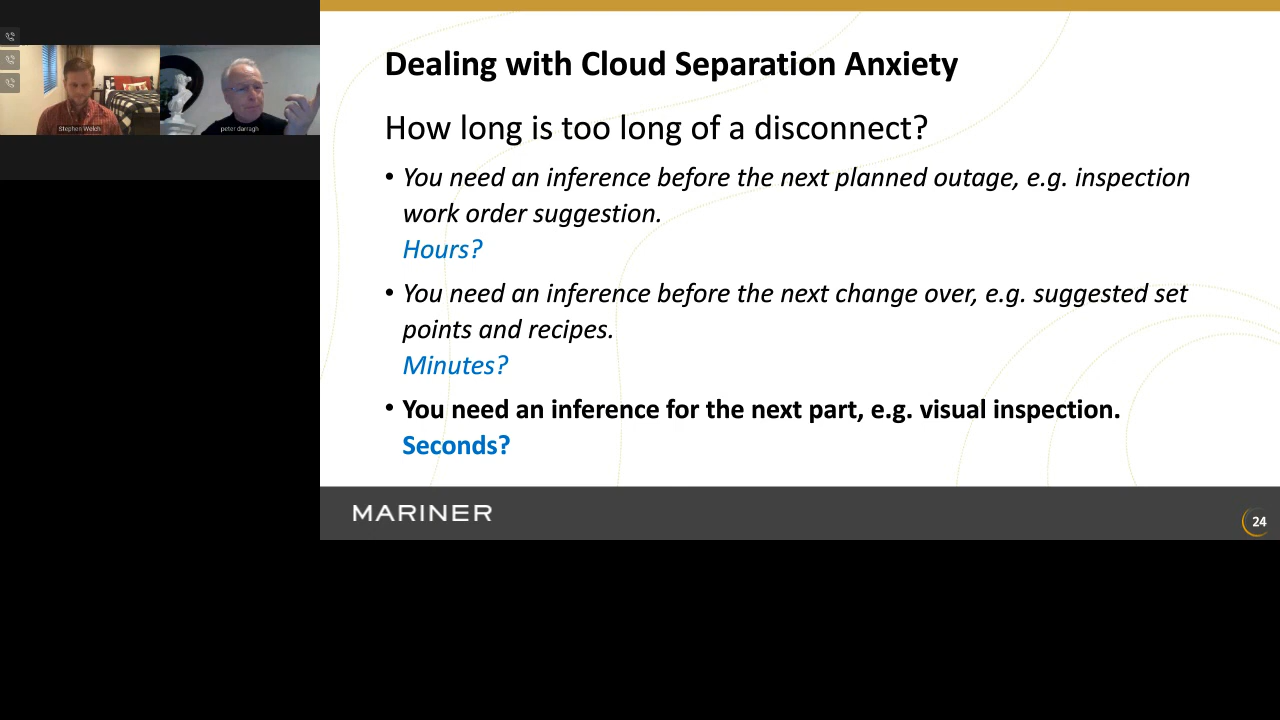 Stephen Welch
peter darragh
Dealing with Cloud Separation Anxiety
How long is too long of a disconnect?
• You need an inference before the next planned outage, e.g. inspection
work order suggestion.
Hours?
• You need an inference before the next change over, e.g. suggested set
points and recipes.
Minutes?
• You need an inference for the next part, e.g. visual inspection.
Seconds?
MARINER
24